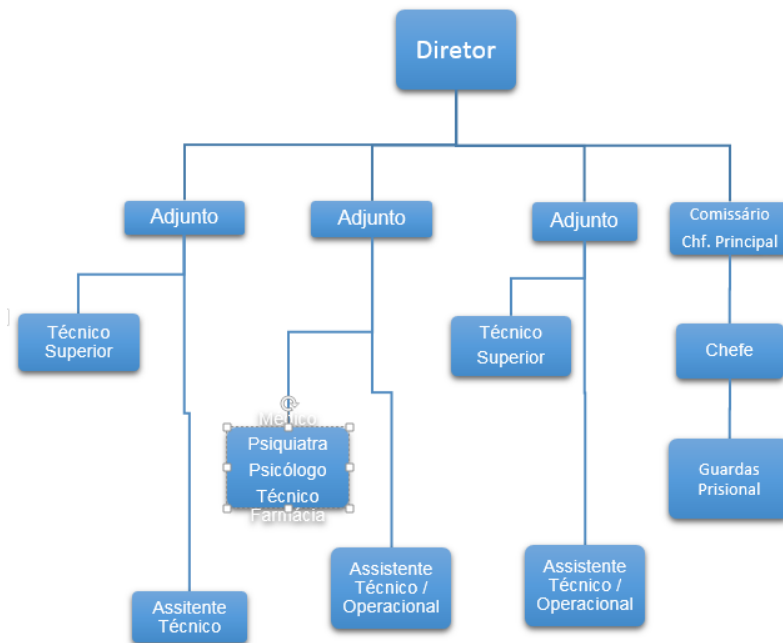 Diretor
Adjunto
Adjunto
Adjunto
Comissário
Chf. Principal
Técnico
Superior
Técnico
Superior
Chefe
Médico
Psiquiatra
Psicólogo
Técnico
Farmácia
Guardas
Prisional
Assitente
Técnico
Assistente
Técnico /
Operacional
Assistente
Técnico /
Operacional